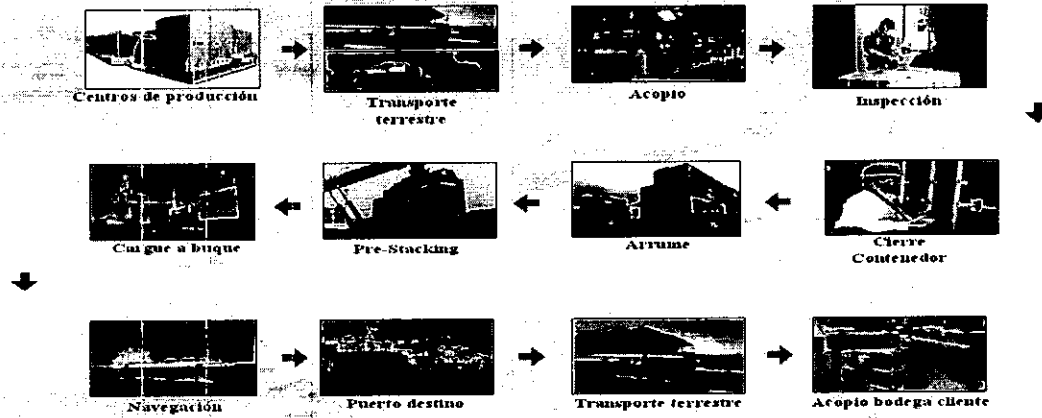 Centros de producción
Transporte
terrestre
Acopio
Inspección
Cargue a buque
Pre-Stacking
Arrume
Cierre
Contenedor
Navegación
Puerto destino
Transporte terrestre
Acopio bodega cliente